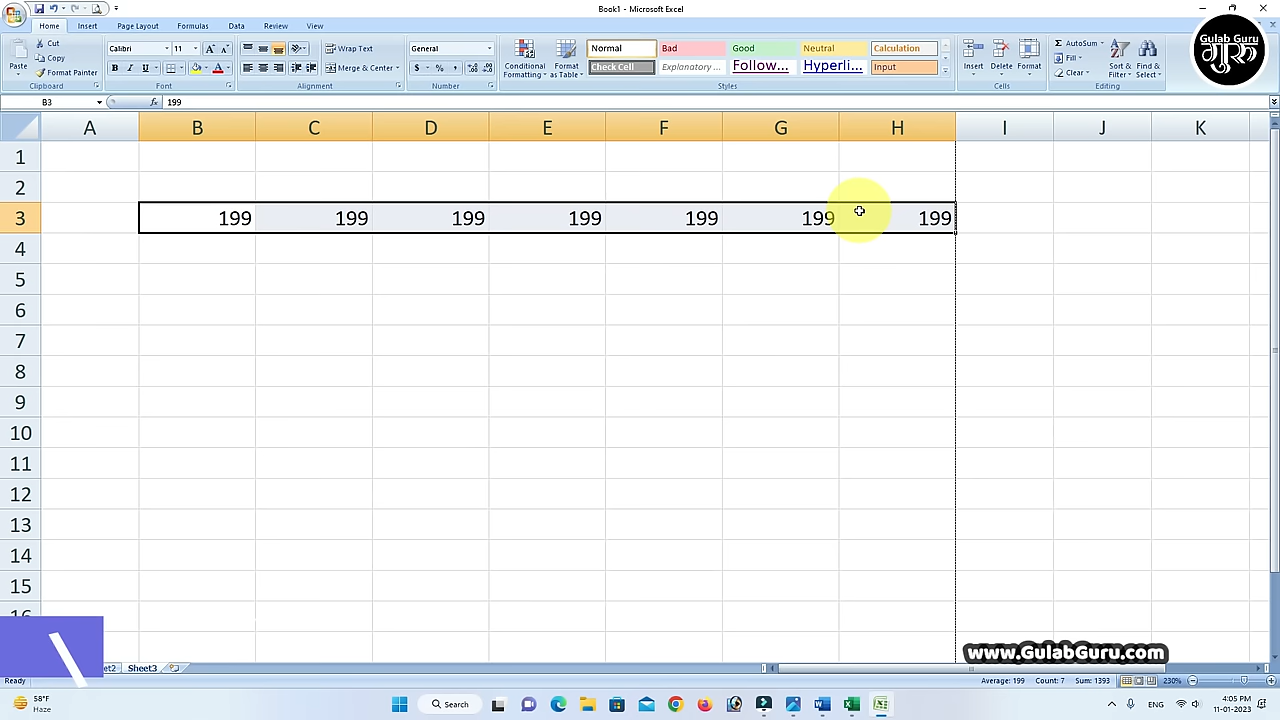 Book1 - Microsoft Excel
Home Insert Page Layout Formulas Data Review View
Gulab Guru
गुरू
Paste
Cut
Copy
Format Painter
Clipboard
Calibri 11
B I U
Font
Wrap Text
Merge & Center
Alignment
General
$ % ,
Number
Conditional Formatting
Format as Table
Normal Bad Good Neutral Calculation
Check Cell Explanatory ... Follow... Hyperli... Input
Styles
Insert Delete Format
Cells
Σ AutoSum
Fill
Clear
Sort & Filter
Find & Select
Editing
B3 fx 199
A B C D E F G H I J K
1
2
3 199 199 199 199 199 199 199
4
5
6
7
8
9
10
11
12
13
14
15
16
www.GulabGuru.com
Sheet3
Ready Average: 199 Count: 7 Sum: 1393 230%
58°F
Haze
Search
ENG
4:05 PM
11-01-2023